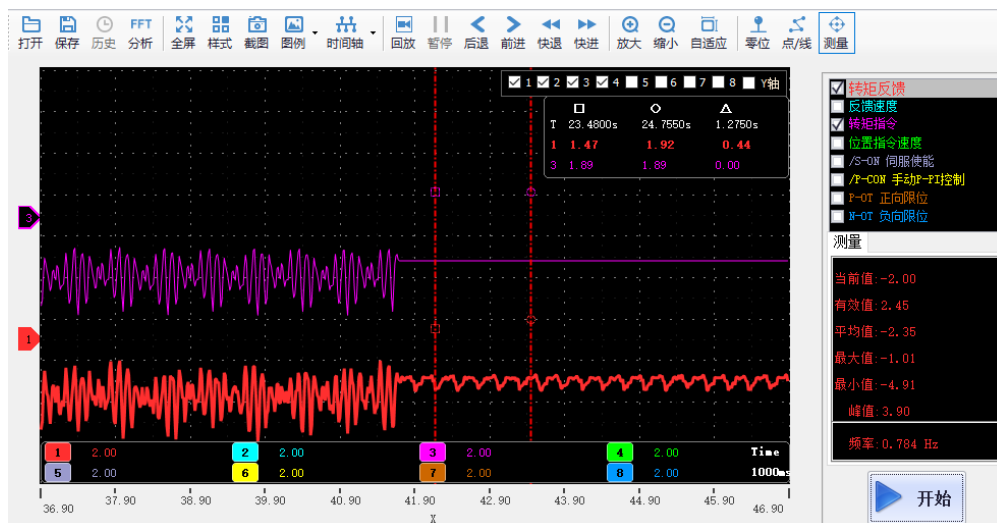 打开 保存 历史 FFT 分析 全屏 样式 截图 图例 时间轴 回放 暂停 后退 前进 快退 快进 放大 缩小 自适应 零位 点/线 测量
1 2 3 4 5 6 7 8 Y轴
T 23.4800s 24.7550s 1.2750s
1 1.47 1.92 0.44
3 1.89 1.89 0.00
3
1
1 2.00 2 2.00 3 2.00 4 2.00 Time
5 2.00 6 2.00 7 2.00 8 2.00 1000ms
36.90 37.90 38.90 39.90 40.90 41.90 42.90 43.90 44.90 45.90 46.90
X
转矩反馈
反馈速度
转矩指令
位置指令速度
/S-ON 伺服使能
/P-CON 手动P-PI控制
P-OT 正向限位
N-OT 负向限位
测量
当前值:-2.00
有效值:2.45
平均值:-2.35
最大值:-1.01
最小值:-4.91
峰值:3.90
频率:0.784 Hz
开始